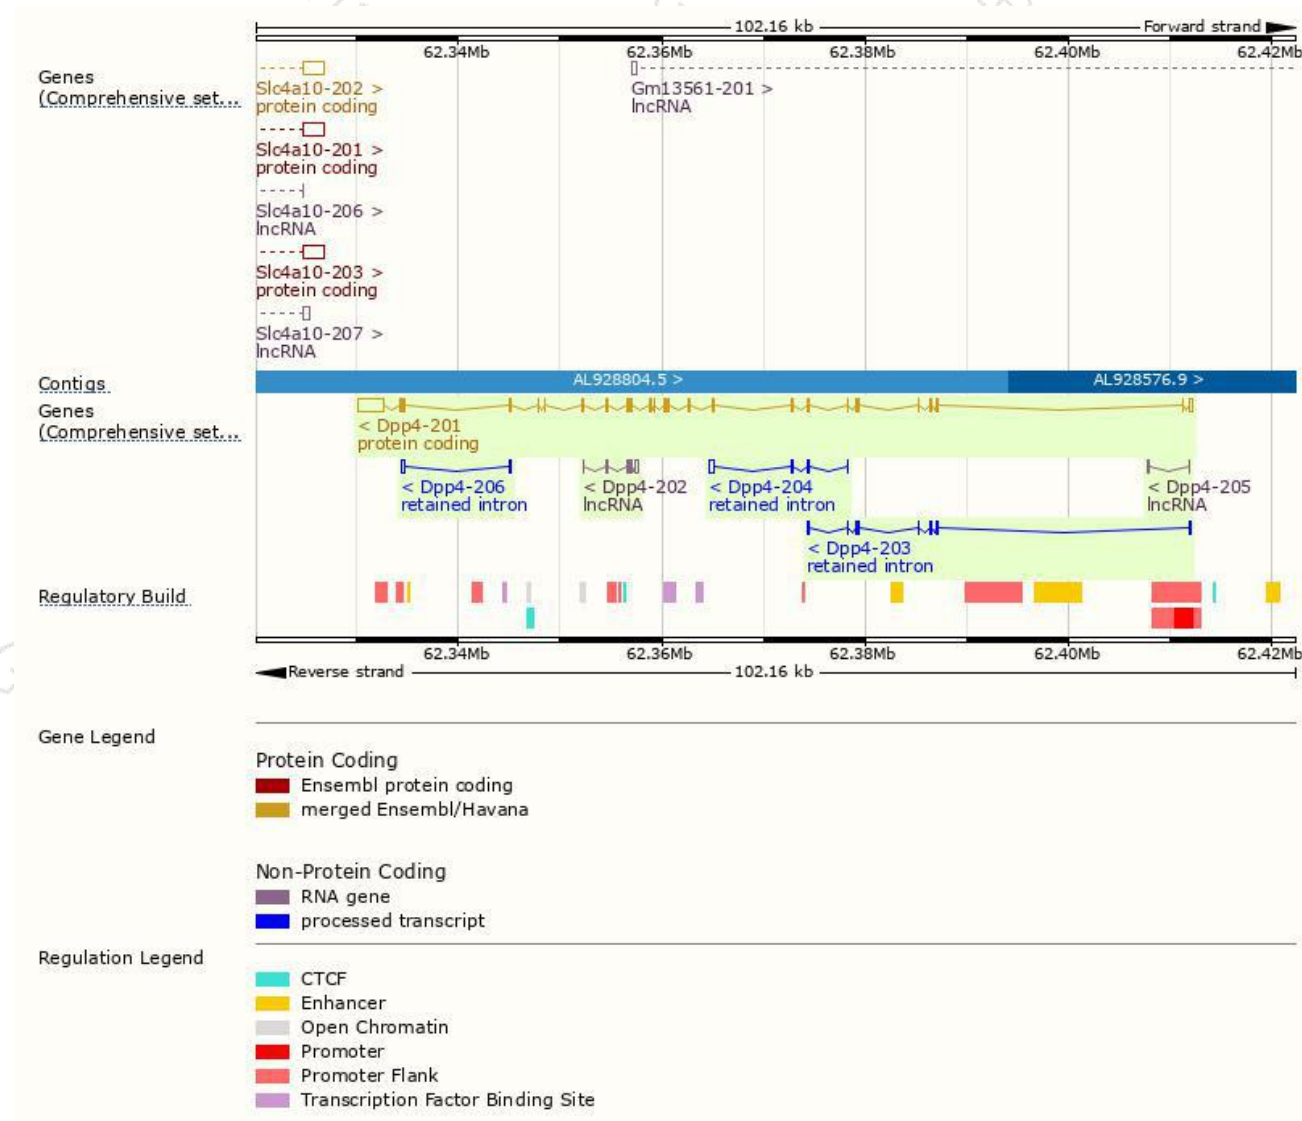 102.16 kb Forward strand
62.34Mb 62.36Mb 62.38Mb 62.40Mb 62.42Mb
Genes
(Comprehensive set...
Slc4a10-202 >
protein coding
Gm13561-201 >
lncRNA
Slc4a10-201 >
protein coding
Slc4a10-206 >
lncRNA
Slc4a10-203 >
protein coding
Slc4a10-207 >
lncRNA
Contigs
AL928804.5 > AL928576.9 >
Genes
(Comprehensive set...
< Dpp4-201
protein coding
< Dpp4-206
retained intron
< Dpp4-202
lncRNA
< Dpp4-204
retained intron
< Dpp4-205
lncRNA
< Dpp4-203
retained intron
Regulatory Build
62.34Mb 62.36Mb 62.38Mb 62.40Mb 62.42Mb
Reverse strand 102.16 kb
Gene Legend
Protein Coding
Ensembl protein coding
merged Ensembl/Havana
Non-Protein Coding
RNA gene
processed transcript
Regulation Legend
CTCF
Enhancer
Open Chromatin
Promoter
Promoter Flank
Transcription Factor Binding Site